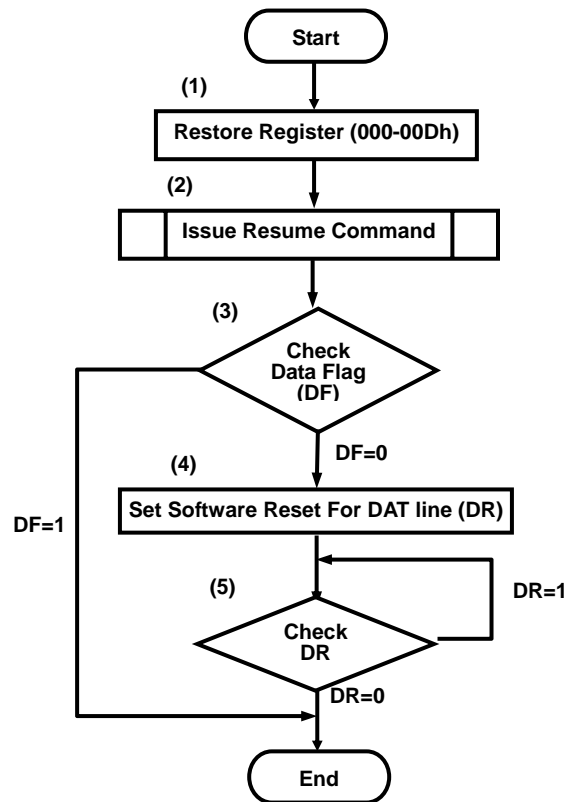 Start
(1)
Restore Register (000-00Dh)
(2)
Issue Resume Command
(3)
Check
Data Flag
(DF)
DF=0
(4)
Set Software Reset For DAT line (DR)
DF=1
(5)
DR=1
Check
DR
DR=0
End